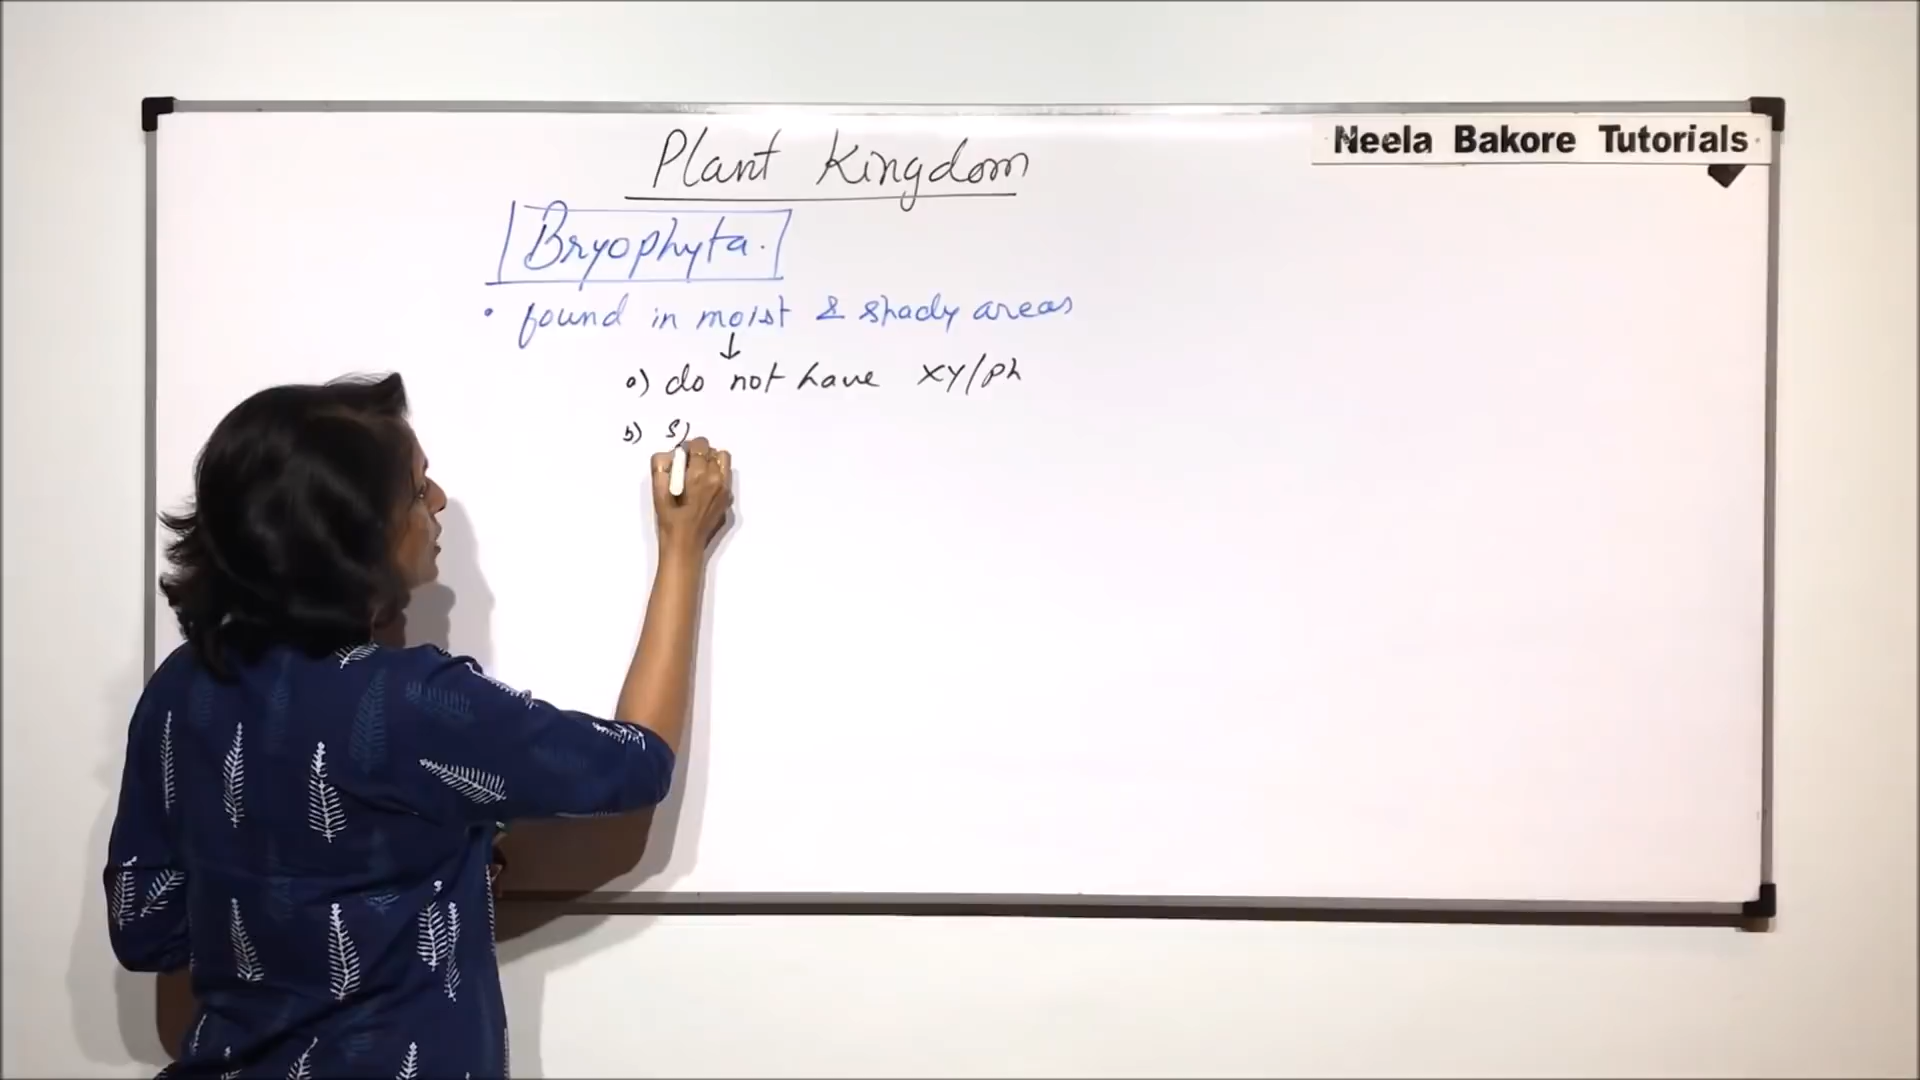 Plant Kingdom
Neela Bakore Tutorials
Bryophyta.
• found in moist & shady areas
↓
a) do not have xy/ph
b)